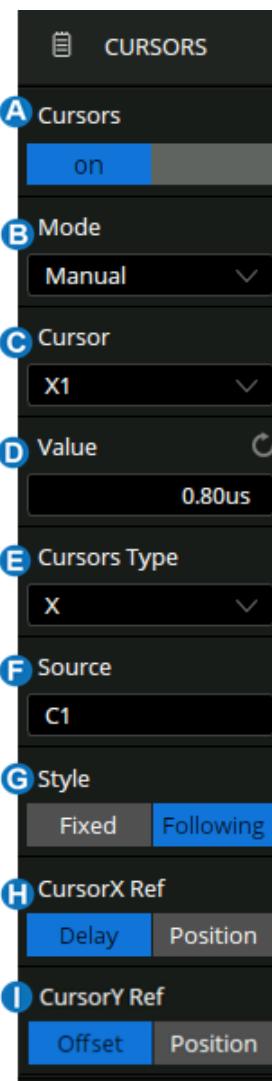 CURSORS
A Cursors
on
B Mode
Manual
C Cursor
X1
D Value
0.80us
E Cursors Type
X
F Source
C1
G Style
Fixed Following
H CursorX Ref
Delay Position
I CursorY Ref
Offset Position